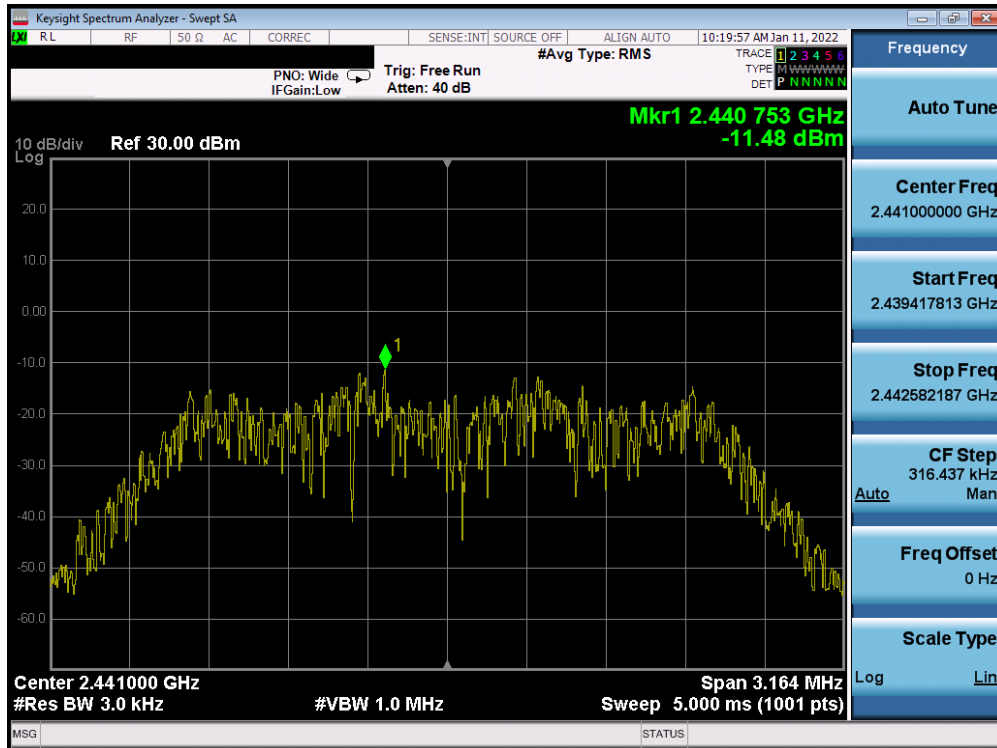 Keysight Spectrum Analyzer - Swept SA
LXI RL RF 50 Ω AC CORREC SENSE:INT SOURCE OFF ALIGN AUTO 10:19:57 AM Jan 11, 2022
#Avg Type: RMS
TRACE 1 2 3 4 5 6
PNO: Wide Trig: Free Run
TYPE M W W W W W
IFGain:Low Atten: 40 dB
DET P N N N N N
Mkr1 2.440 753 GHz
-11.48 dBm
10 dB/div Ref 30.00 dBm
Log
20.0
10.0
0.00
1
-10.0
-20.0
-30.0
-40.0
-50.0
-60.0
Center 2.441000 GHz Span 3.164 MHz
#Res BW 3.0 kHz #VBW 1.0 MHz Sweep 5.000 ms (1001 pts)
MSG STATUS
Frequency
Auto Tune
Center Freq
2.441000000 GHz
Start Freq
2.439417813 GHz
Stop Freq
2.442582187 GHz
CF Step
316.437 kHz
Auto Man
Freq Offset
0 Hz
Scale Type
Log Lin